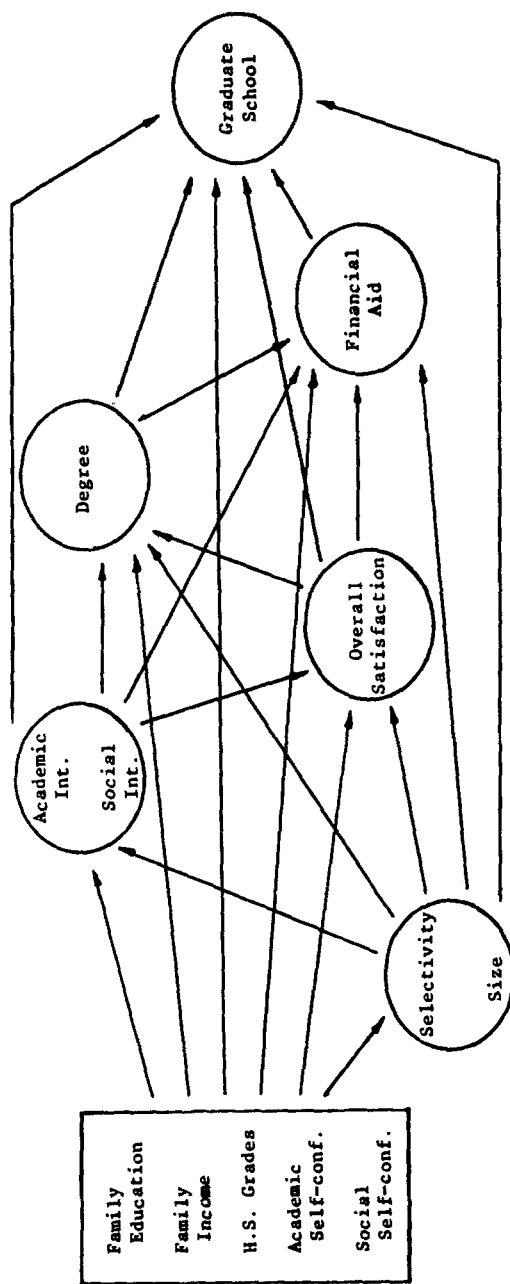 Family
Education
Family
Income
H.S. Grades
Academic
Self-conf.
Social
Self-conf.
Selectivity
Size
Academic
Int.
Social
Int.
Overall
Satisfaction
Degree
Financial
Aid
Graduate
School